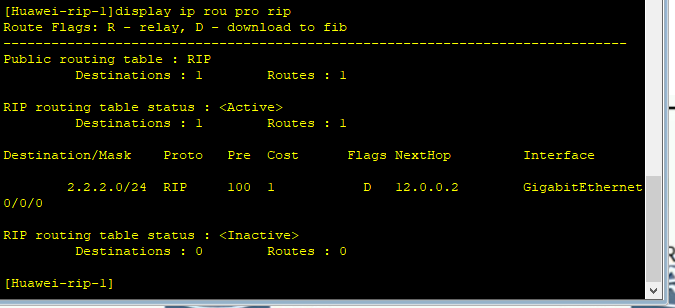 [Huawei-rip-1]display ip rou pro rip
Route Flags: R - relay, D - download to fib
------------------------------------------------------------------------------
Public routing table : RIP
         Destinations : 1        Routes : 1

RIP routing table status : <Active>
         Destinations : 1        Routes : 1

Destination/Mask    Proto   Pre  Cost      Flags NextHop         Interface

        2.2.2.0/24  RIP     100  1           D   12.0.0.2        GigabitEthernet
0/0/0

RIP routing table status : <Inactive>
         Destinations : 0        Routes : 0

[Huawei-rip-1]